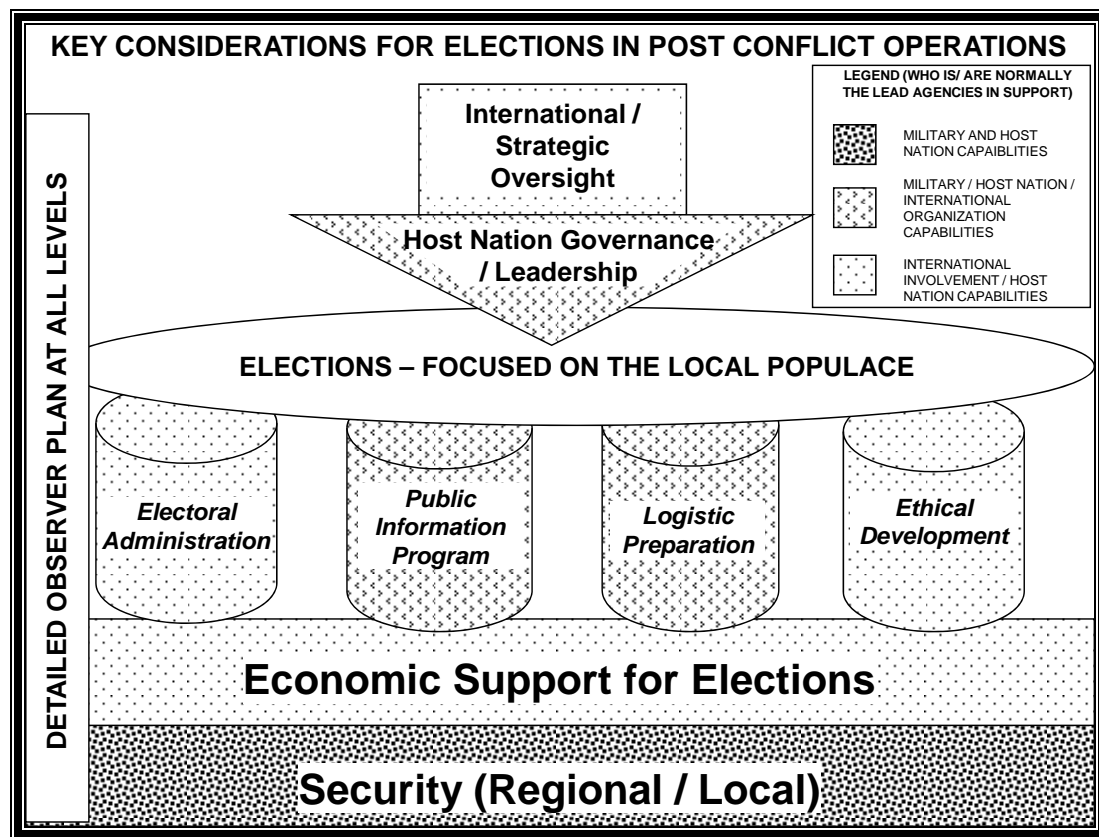 KEY CONSIDERATIONS FOR ELECTIONS IN POST CONFLICT OPERATIONS
LEGEND (WHO IS/ ARE NORMALLY
THE LEAD AGENCIES IN SUPPORT)
MILITARY AND HOST
NATION CAPAIBLITIES
MILITARY / HOST NATION /
INTERNATIONAL
ORGANIZATION
CAPABILITIES
INTERNATIONAL
INVOLVEMENT / HOST
NATION CAPABILITIES
DETAILED OBSERVER PLAN AT ALL LEVELS
International /
Strategic
Oversight
Host Nation Governance
/ Leadership
ELECTIONS – FOCUSED ON THE LOCAL POPULACE
Electoral
Administration
Public
Information
Program
Logistic
Preparation
Ethical
Development
Economic Support for Elections
Security (Regional / Local)